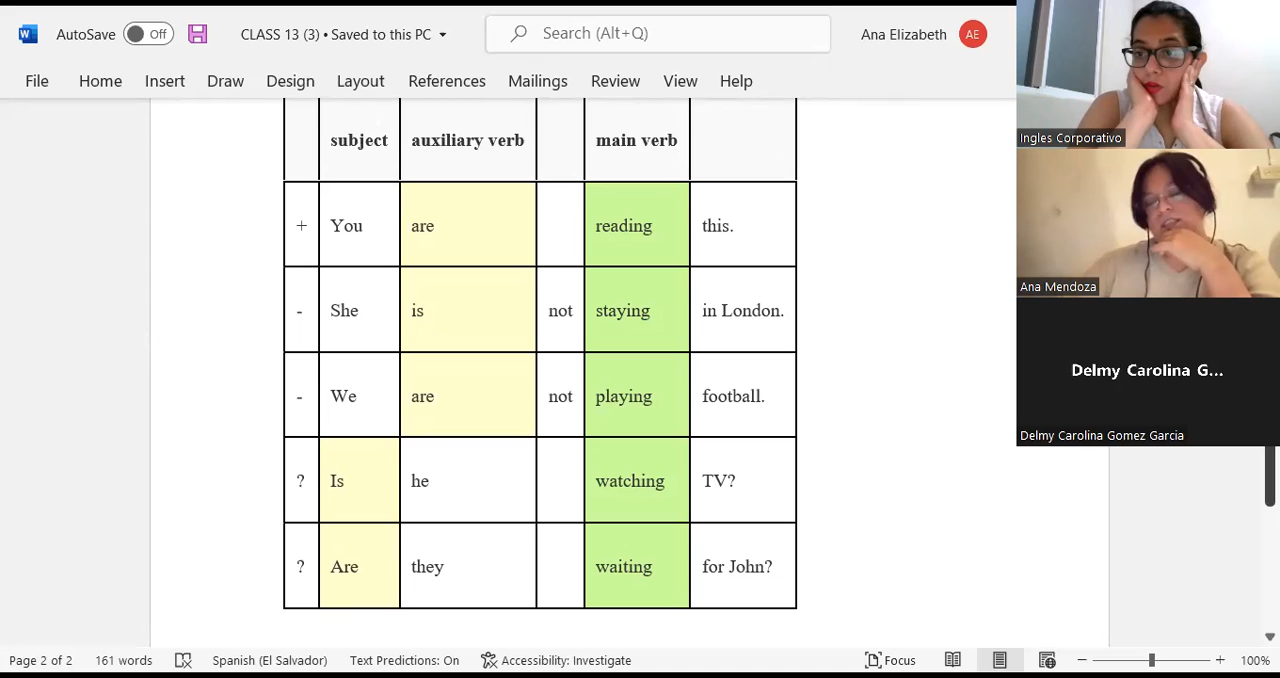 AutoSave Off CLASS 13 (3) • Saved to this PC Search (Alt+Q) Ana Elizabeth AE
File Home Insert Draw Design Layout References Mailings Review View Help
subject auxiliary verb main verb
+ You are reading this.
- She is not staying in London.
- We are not playing football.
? Is he watching TV?
? Are they waiting for John?
Page 2 of 2 161 words Spanish (El Salvador) Text Predictions: On Accessibility: Investigate Focus 100%
Ingles Corporativo
Ana Mendoza
Delmy Carolina G...
Delmy Carolina Gomez Garcia